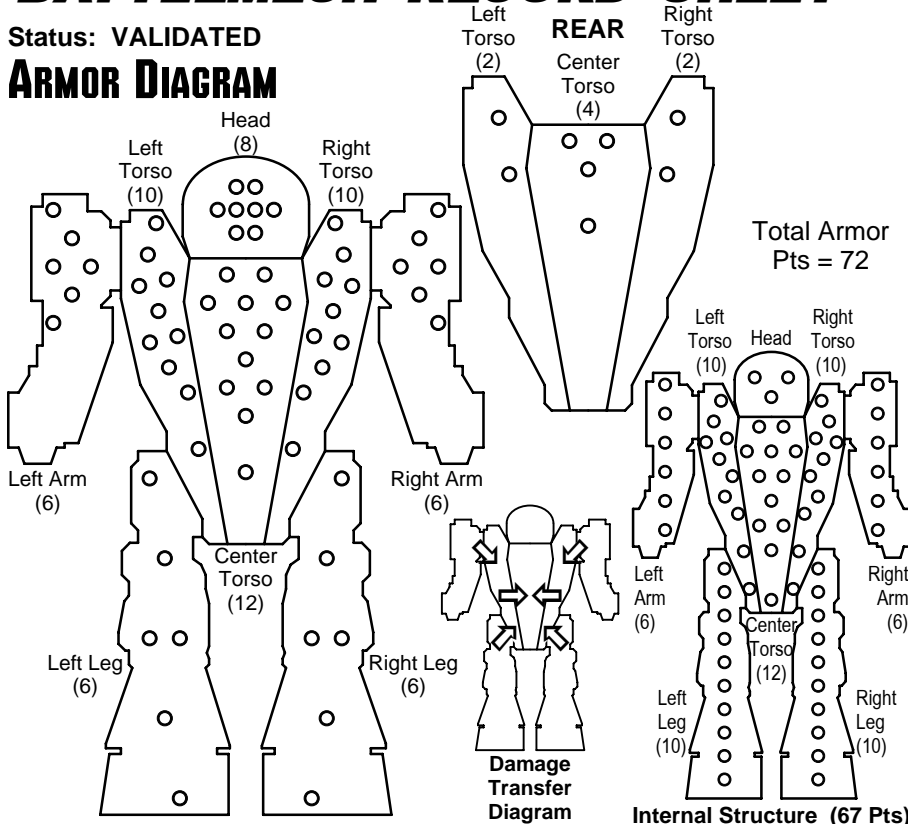 Status: VALIDATED
ARMOR DIAGRAM
Left
Torso
(2)
REAR
Right
Torso
(2)
Center
Torso
(4)
Head
(8)
Left
Torso
(10)
Right
Torso
(10)
Total Armor
Pts = 72
Left Arm
(6)
Right Arm
(6)
Center
Torso
(12)
Left Leg
(6)
Right Leg
(6)
Damage
Transfer
Diagram
Left
Torso
(10)
Head
Right
Torso
(10)
Left
Arm
(6)
Right
Arm
(6)
Center
Torso
(12)
Left
Leg
(10)
Right
Leg
(10)
Internal Structure (67 Pts)